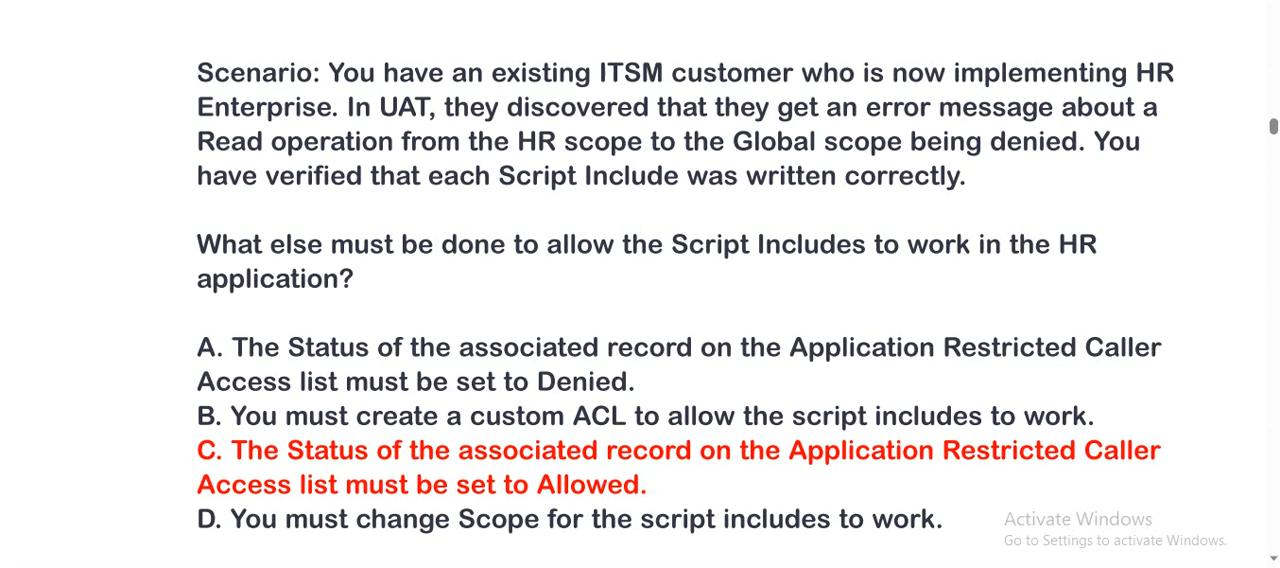 Scenario: You have an existing ITSM customer who is now implementing HR
Enterprise. In UAT, they discovered that they get an error message about a
Read operation from the HR scope to the Global scope being denied. You
have verified that each Script Include was written correctly.
What else must be done to allow the Script Includes to work in the HR
application?
A. The Status of the associated record on the Application Restricted Caller
Access list must be set to Denied.
B. You must create a custom ACL to allow the script includes to work.
C. The Status of the associated record on the Application Restricted Caller
Access list must be set to Allowed.
D. You must change Scope for the script includes to work.
Activate Windows
Go to Settings to activate Windows.